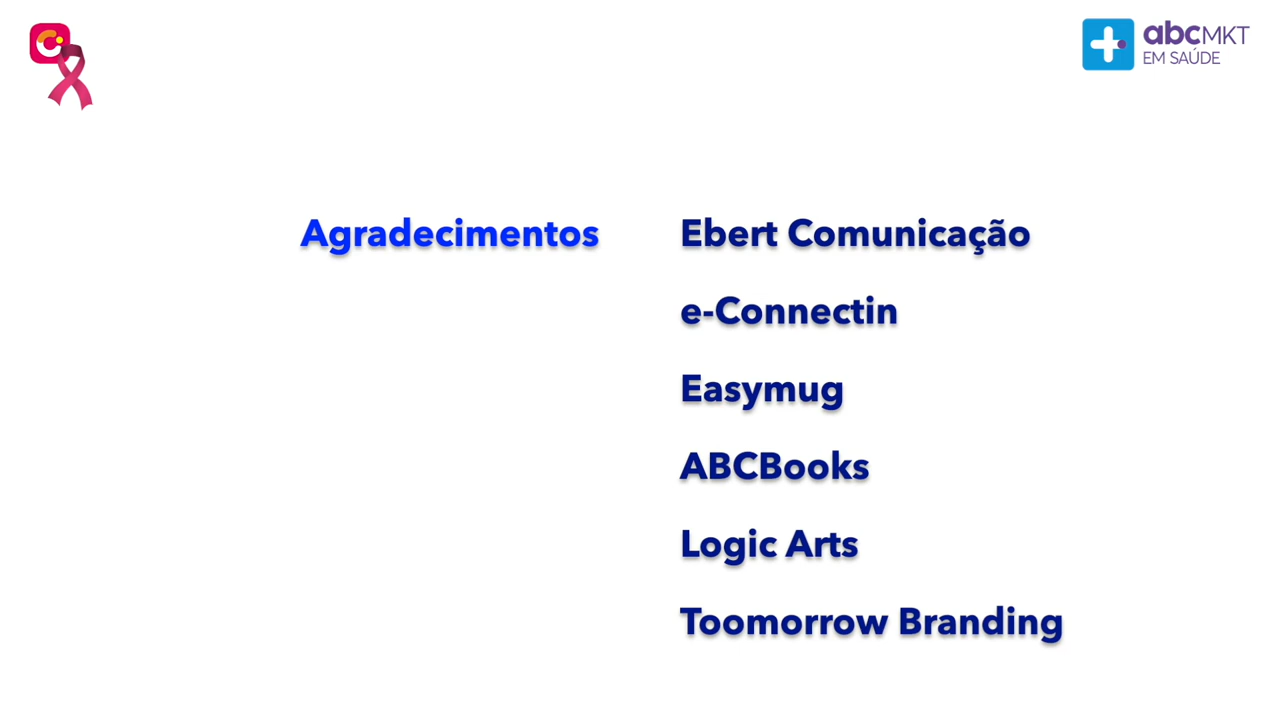 abcMKT
EM SAÚDE
Agradecimentos
Ebert Comunicação
e-Connectin
Easymug
ABCBooks
Logic Arts
Toomorrow Branding